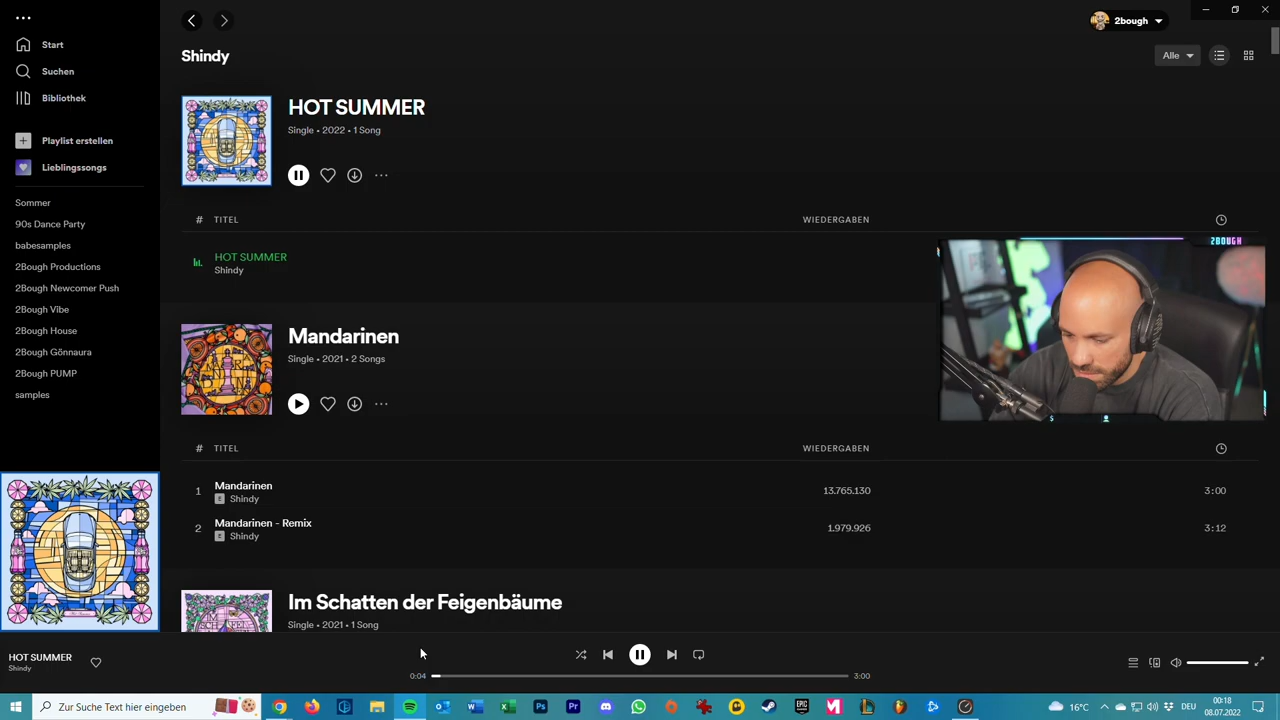 Start
Suchen
Bibliothek
Playlist erstellen
Lieblingssongs
Sommer
90s Dance Party
babesamples
2Bough Productions
2Bough Newcomer Push
2Bough Vibe
2Bough House
2Bough Gönnaura
2Bough PUMP
samples
2bough
Shindy
Alle
HOT SUMMER
Single • 2022 • 1 Song
# TITEL WIEDERGABEN
HOT SUMMER
Shindy
2BOUGH
Mandarinen
Single • 2021 • 2 Songs
# TITEL WIEDERGABEN
1 Mandarinen 13.765.130 3:00
E Shindy
2 Mandarinen - Remix 1.979.926 3:12
E Shindy
Im Schatten der Feigenbäume
Single • 2021 • 1 Song
HOT SUMMER
Shindy
0:04 3:00
Zur Suche Text hier eingeben
16°C
DEU
00:18
08.07.2022